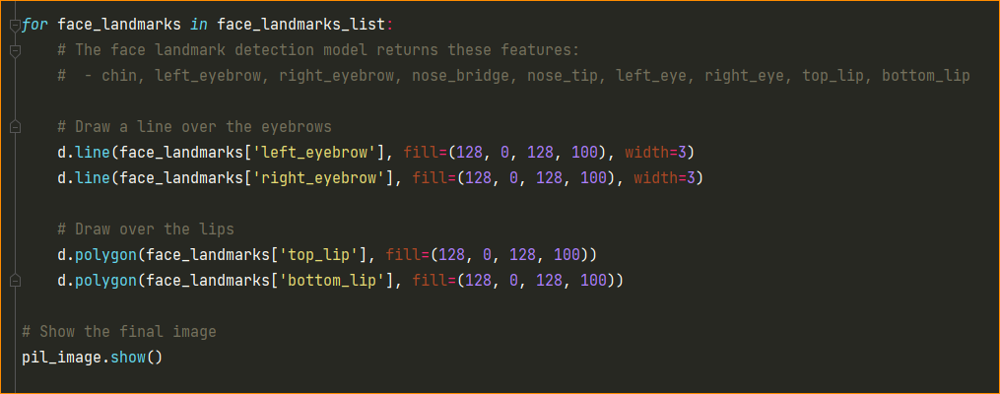 for face_landmarks in face_landmarks_list:
    # The face landmark detection model returns these features:
    #  - chin, left_eyebrow, right_eyebrow, nose_bridge, nose_tip, left_eye, right_eye, top_lip, bottom_lip

    # Draw a line over the eyebrows
    d.line(face_landmarks['left_eyebrow'], fill=(128, 0, 128, 100), width=3)
    d.line(face_landmarks['right_eyebrow'], fill=(128, 0, 128, 100), width=3)

    # Draw over the lips
    d.polygon(face_landmarks['top_lip'], fill=(128, 0, 128, 100))
    d.polygon(face_landmarks['bottom_lip'], fill=(128, 0, 128, 100))

# Show the final image
pil_image.show()